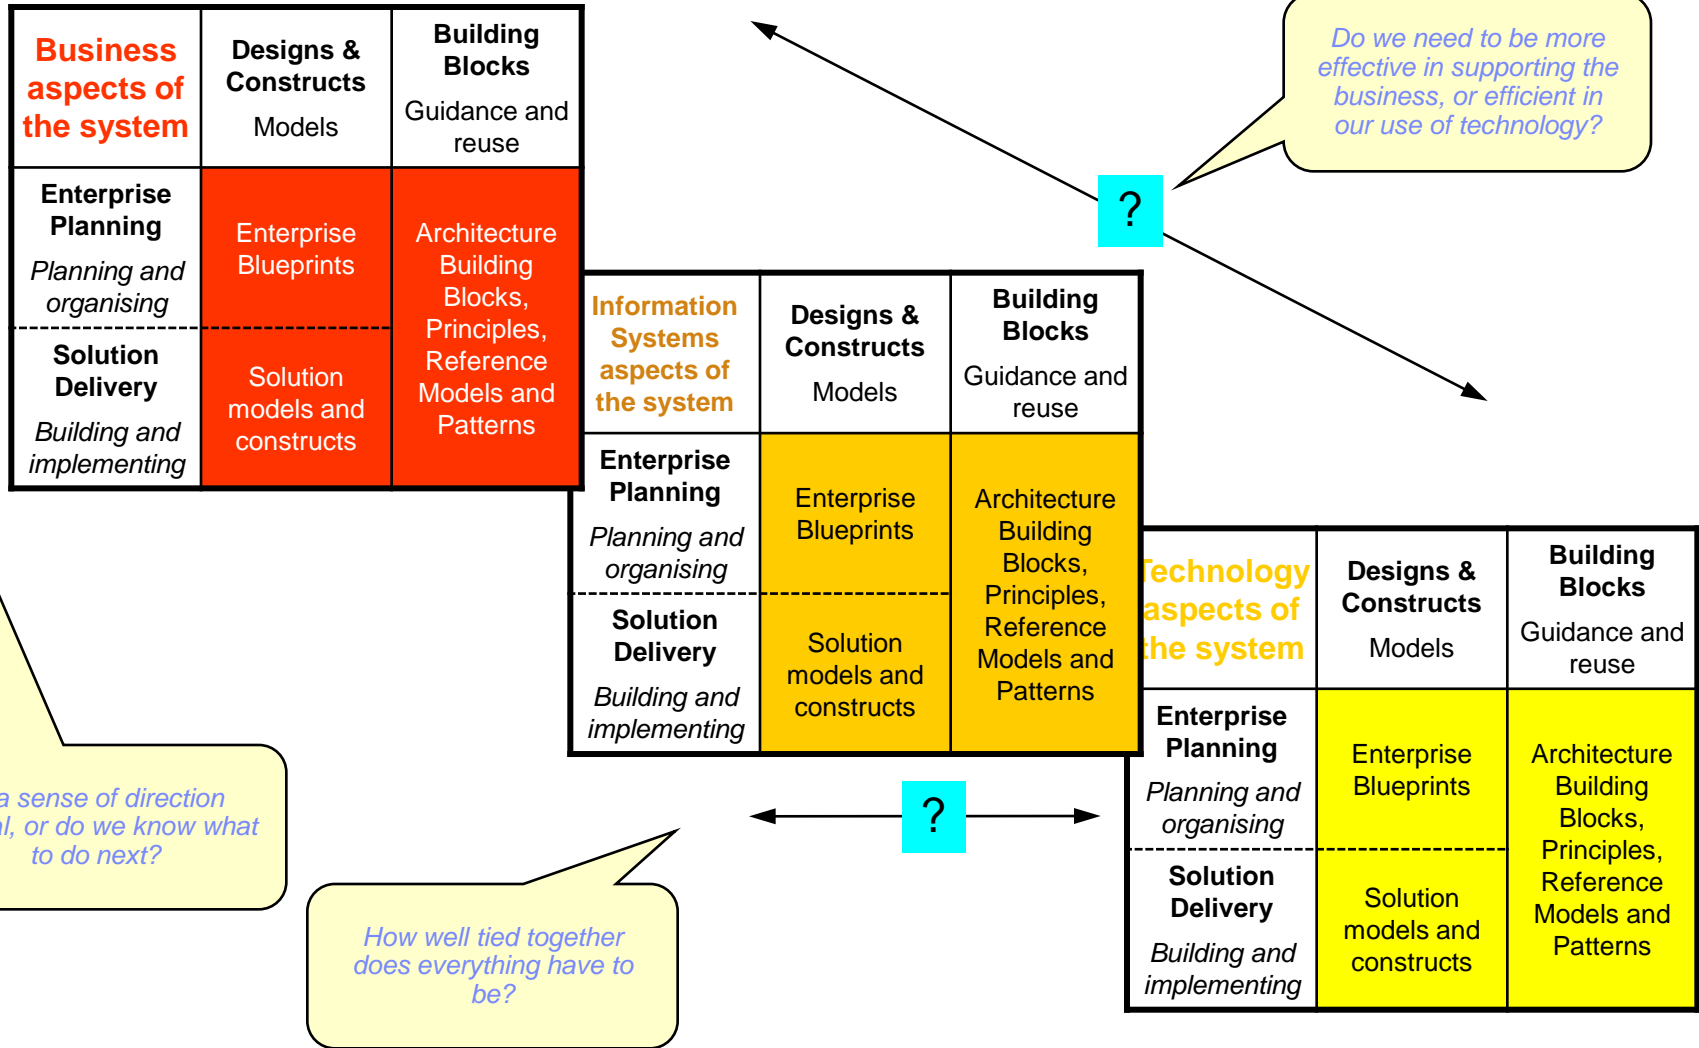 Business
aspects of
the system
Designs &
Constructs
Models
Building
Blocks
Guidance and
reuse
Enterprise
Planning
Planning and
organising
Enterprise
Blueprints
Architecture
Building
Blocks,
Principles,
Reference
Models and
Patterns
Solution
Delivery
Building and
implementing
Solution
models and
constructs
Do we need to be more
effective in supporting the
business, or efficient in
our use of technology?
?
Information
Systems
aspects of
the system
Designs &
Constructs
Models
Building
Blocks
Guidance and
reuse
Enterprise
Planning
Planning and
organising
Enterprise
Blueprints
Architecture
Building
Blocks,
Principles,
Reference
Models and
Patterns
Solution
Delivery
Building and
implementing
Solution
models and
constructs
Technology
aspects of
the system
Designs &
Constructs
Models
Building
Blocks
Guidance and
reuse
Enterprise
Planning
Planning and
organising
Enterprise
Blueprints
Architecture
Building
Blocks,
Principles,
Reference
Models and
Patterns
Solution
Delivery
Building and
implementing
Solution
models and
constructs
a sense of direction
or do we know what
to do next?
?
How well tied together
does everything have to
be?